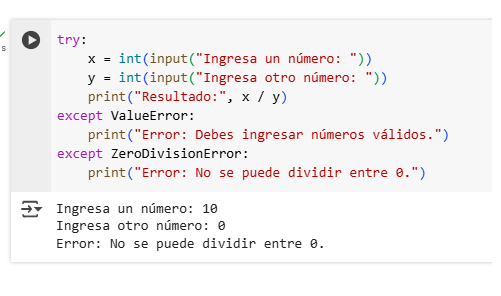 try:
    x = int(input("Ingresa un número: "))
    y = int(input("Ingresa otro número: "))
    print("Resultado:", x / y)
except ValueError:
    print("Error: Debes ingresar números válidos.")
except ZeroDivisionError:
    print("Error: No se puede dividir entre 0.")
Ingresa un número: 10
Ingresa otro número: 0
Error: No se puede dividir entre 0.